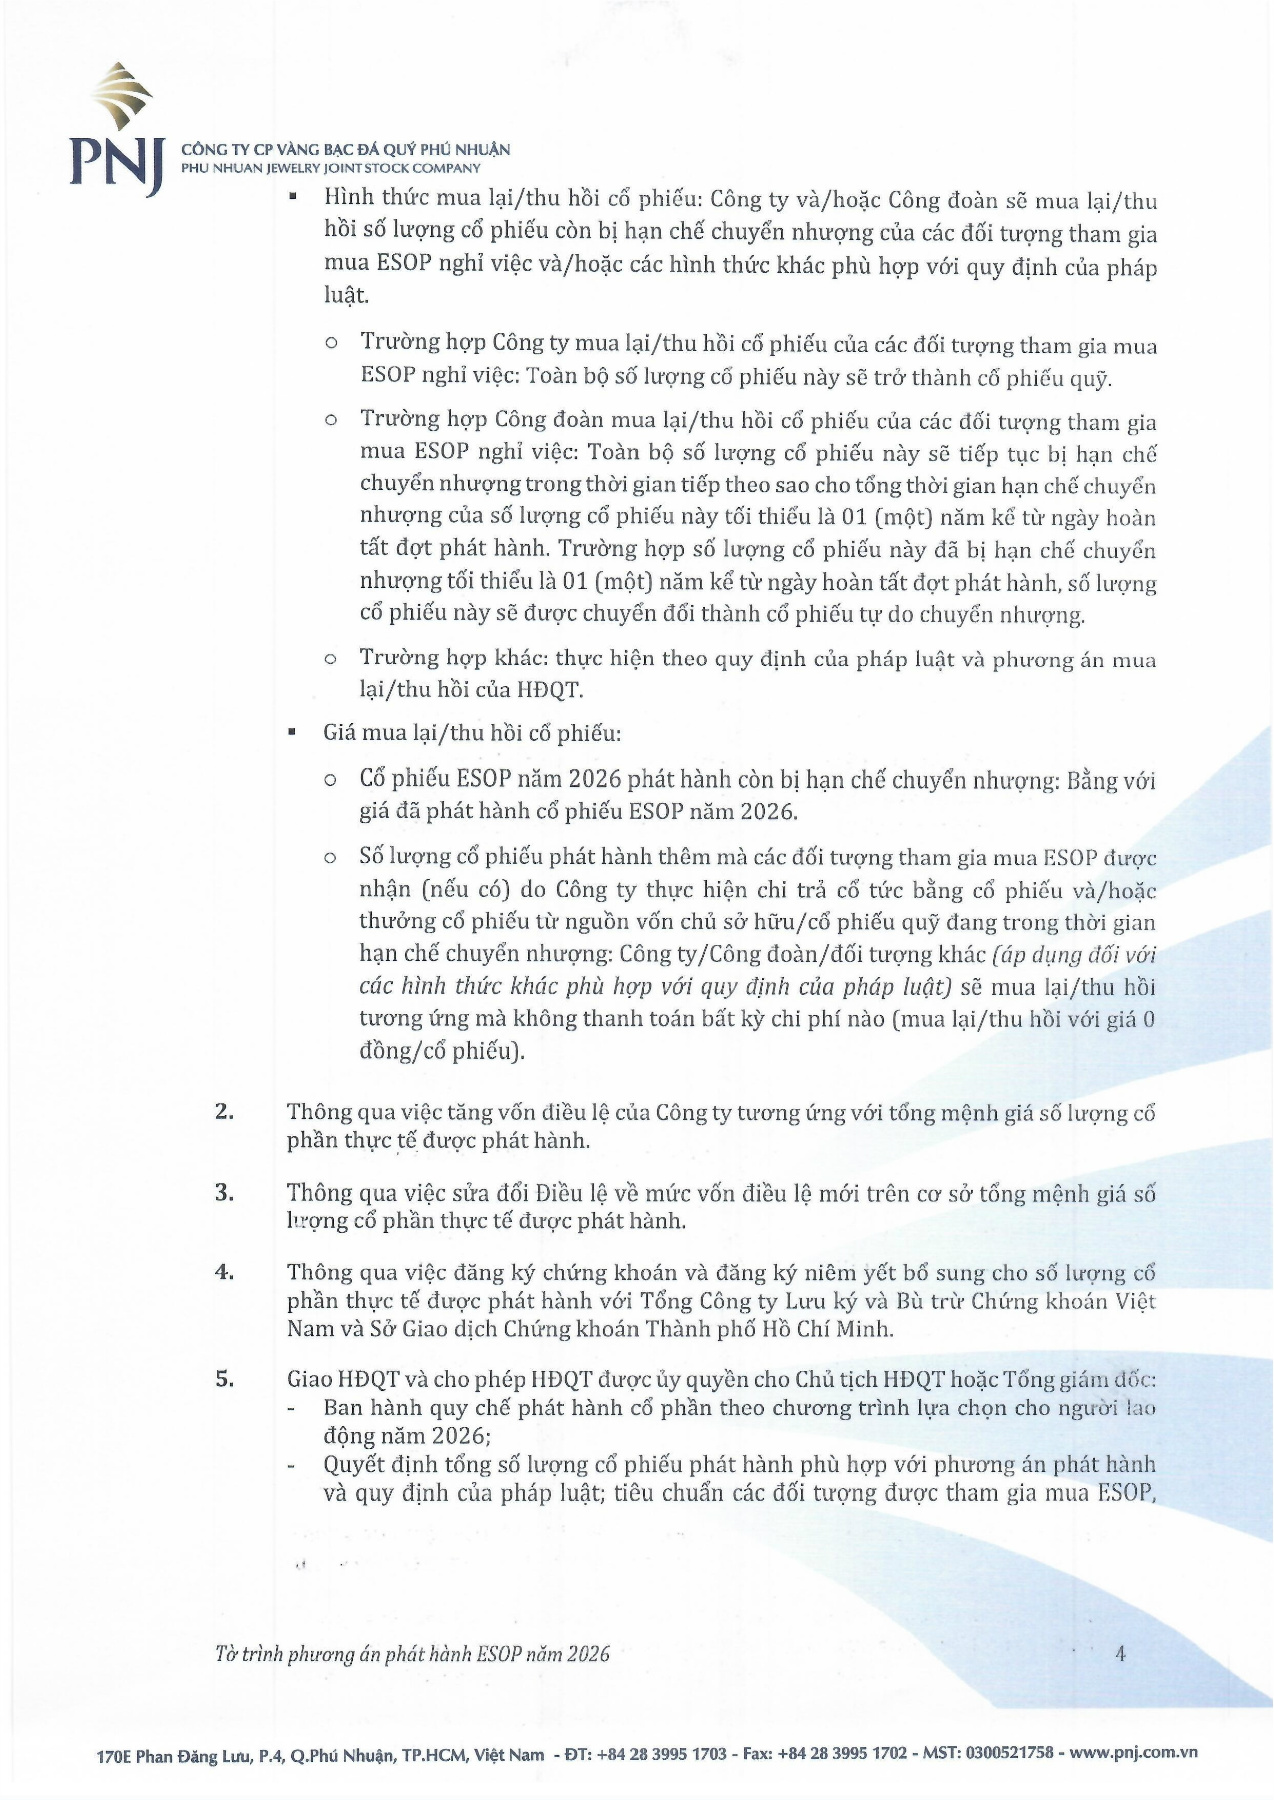 PNJ
CÔNG TY CP VÀNG BẠC ĐÁ QUÝ PHÚ NHUẬN
PHU NHUAN JEWELRY JOINT STOCK COMPANY
▪ Hình thức mua lại/thu hồi cổ phiếu: Công ty và/hoặc Công đoàn sẽ mua lại/thu
hồi số lượng cổ phiếu còn bị hạn chế chuyển nhượng của các đối tượng tham gia
mua ESOP nghỉ việc và/hoặc các hình thức khác phù hợp với quy định của pháp
luật.
o Trường hợp Công ty mua lại/thu hồi cổ phiếu của các đối tượng tham gia mua
ESOP nghỉ việc: Toàn bộ số lượng cổ phiếu này sẽ trở thành cổ phiếu quỹ.
o Trường hợp Công đoàn mua lại/thu hồi cổ phiếu của các đối tượng tham gia
mua ESOP nghỉ việc: Toàn bộ số lượng cổ phiếu này sẽ tiếp tục bị hạn chế
chuyển nhượng trong thời gian tiếp theo sao cho tổng thời gian hạn chế chuyển
nhượng của số lượng cổ phiếu này tối thiểu là 01 (một) năm kể từ ngày hoàn
tất đợt phát hành. Trường hợp số lượng cổ phiếu này đã bị hạn chế chuyển
nhượng tối thiểu là 01 (một) năm kể từ ngày hoàn tất đợt phát hành, số lượng
cổ phiếu này sẽ được chuyển đổi thành cổ phiếu tự do chuyển nhượng.
o Trường hợp khác: thực hiện theo quy định của pháp luật và phương án mua
lại/thu hồi của HĐQT.
▪ Giá mua lại/thu hồi cổ phiếu:
o Cổ phiếu ESOP năm 2026 phát hành còn bị hạn chế chuyển nhượng: Bằng với
giá đã phát hành cổ phiếu ESOP năm 2026.
o Số lượng cổ phiếu phát hành thêm mà các đối tượng tham gia mua ESOP được
nhận (nếu có) do Công ty thực hiện chi trả cổ tức bằng cổ phiếu và/hoặc
thưởng cổ phiếu từ nguồn vốn chủ sở hữu/cổ phiếu quỹ đang trong thời gian
hạn chế chuyển nhượng: Công ty/Công đoàn/đối tượng khác (áp dụng đối với
các hình thức khác phù hợp với quy định của pháp luật) sẽ mua lại/thu hồi
tương ứng mà không thanh toán bất kỳ chi phí nào (mua lại/thu hồi với giá 0
đồng/cổ phiếu).
2. Thông qua việc tăng vốn điều lệ của Công ty tương ứng với tổng mệnh giá số lượng cổ
phần thực tế được phát hành.
3. Thông qua việc sửa đổi Điều lệ về mức vốn điều lệ mới trên cơ sở tổng mệnh giá số
lượng cổ phần thực tế được phát hành.
4. Thông qua việc đăng ký chứng khoán và đăng ký niêm yết bổ sung cho số lượng cổ
phần thực tế được phát hành với Tổng Công ty Lưu ký và Bù trừ Chứng khoán Việt
Nam và Sở Giao dịch Chứng khoán Thành phố Hồ Chí Minh.
5. Giao HĐQT và cho phép HĐQT được ủy quyền cho Chủ tịch HĐQT hoặc Tổng giám đốc:
- Ban hành quy chế phát hành cổ phần theo chương trình lựa chọn cho người lao
động năm 2026;
- Quyết định tổng số lượng cổ phiếu phát hành phù hợp với phương án phát hành
và quy định của pháp luật; tiêu chuẩn các đối tượng được tham gia mua ESOP,
Tờ trình phương án phát hành ESOP năm 2026 4
170E Phan Đăng Lưu, P.4, Q.Phú Nhuận, TP.HCM, Việt Nam - ĐT: +84 28 3995 1703 - Fax: +84 28 3995 1702 - MST: 0300521758 - www.pnj.com.vn